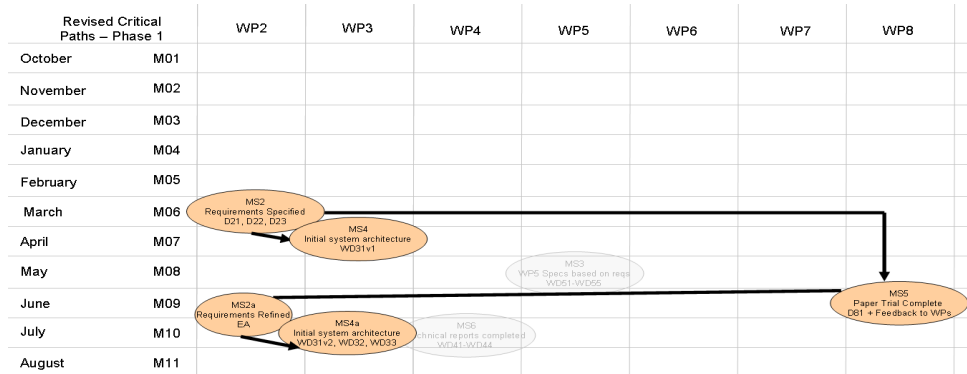 Revised Critical
Paths – Phase 1
WP2 WP3 WP4 WP5 WP6 WP7 WP8
October M01
November M02
December M03
January M04
February M05
March M06
MS2
Requirements Specified
D21, D22, D23
April M07
MS4
Initial system architecture
WD31v1
May M08
MS3
WP5 Specs based on reqs
WD51-WD55
June M09
MS2a
Requirements Refined
EA
MS5
Paper Trial Complete
D81 + Feedback to WPs
July M10
MS4a
Initial system architecture
WD31v2, WD32, WD33
MS6
chnical reports completed
WD41-WD44
August M11